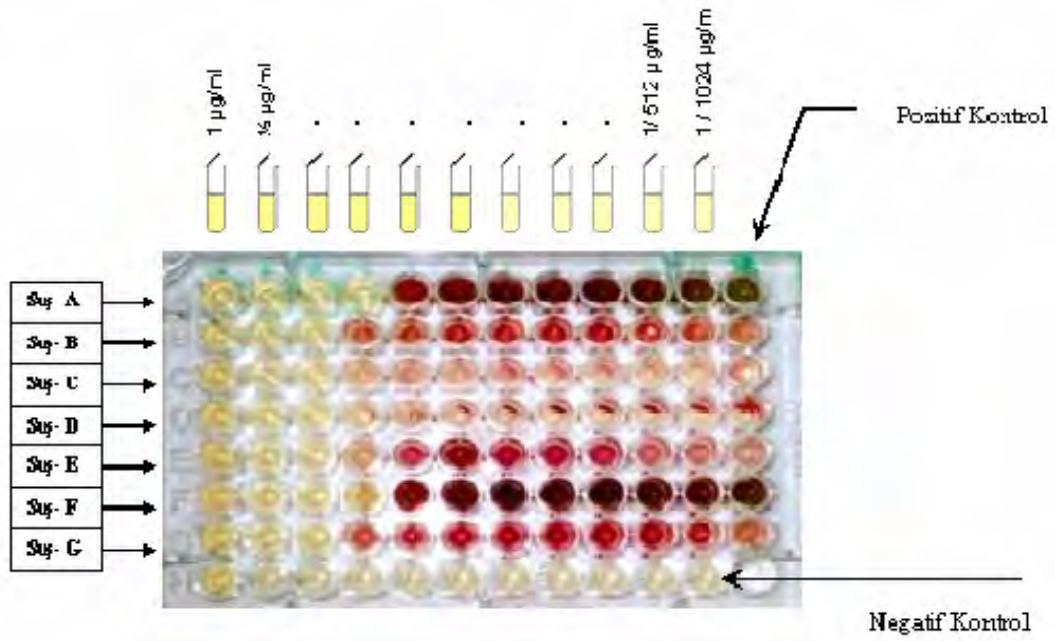 1 µg/ml
½ µg/ml
1/ 512 µg/ml
1 / 1024 µg/m
Pozitif Kontrol
Suş- A
Suş- B
Suş- C
Suş- D
Suş- E
Suş- F
Suş- G
Negatif Kontrol